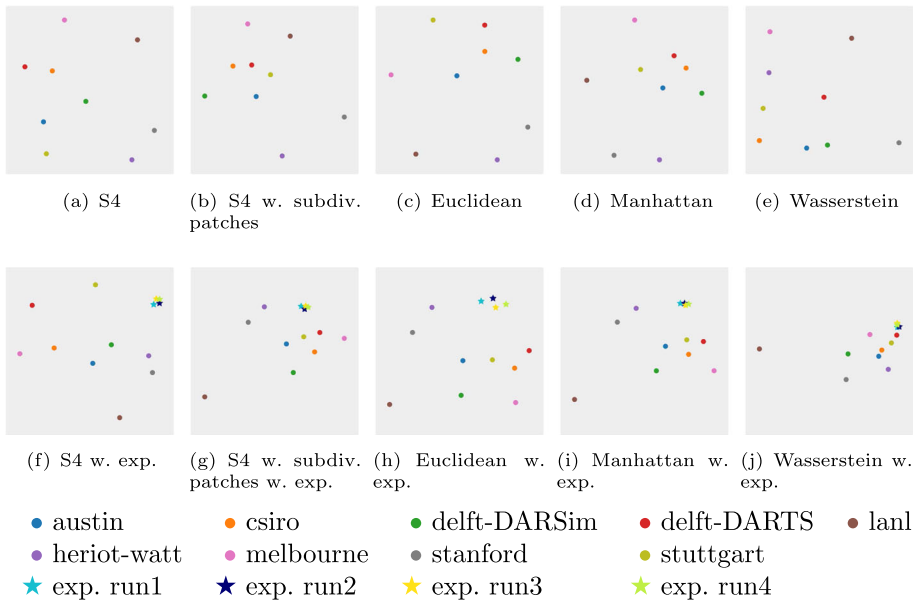 (a) S4
(b) S4 w. subdiv.
patches
(c) Euclidean
(d) Manhattan
(e) Wasserstein
(f) S4 w. exp.
(g) S4 w. subdiv.
patches w. exp.
(h) Euclidean w.
exp.
(i) Manhattan w.
exp.
(j) Wasserstein w.
exp.
austin csiro delft-DARSim delft-DARTS lanl
heriot-watt melbourne stanford stuttgart
exp. run1 exp. run2 exp. run3 exp. run4